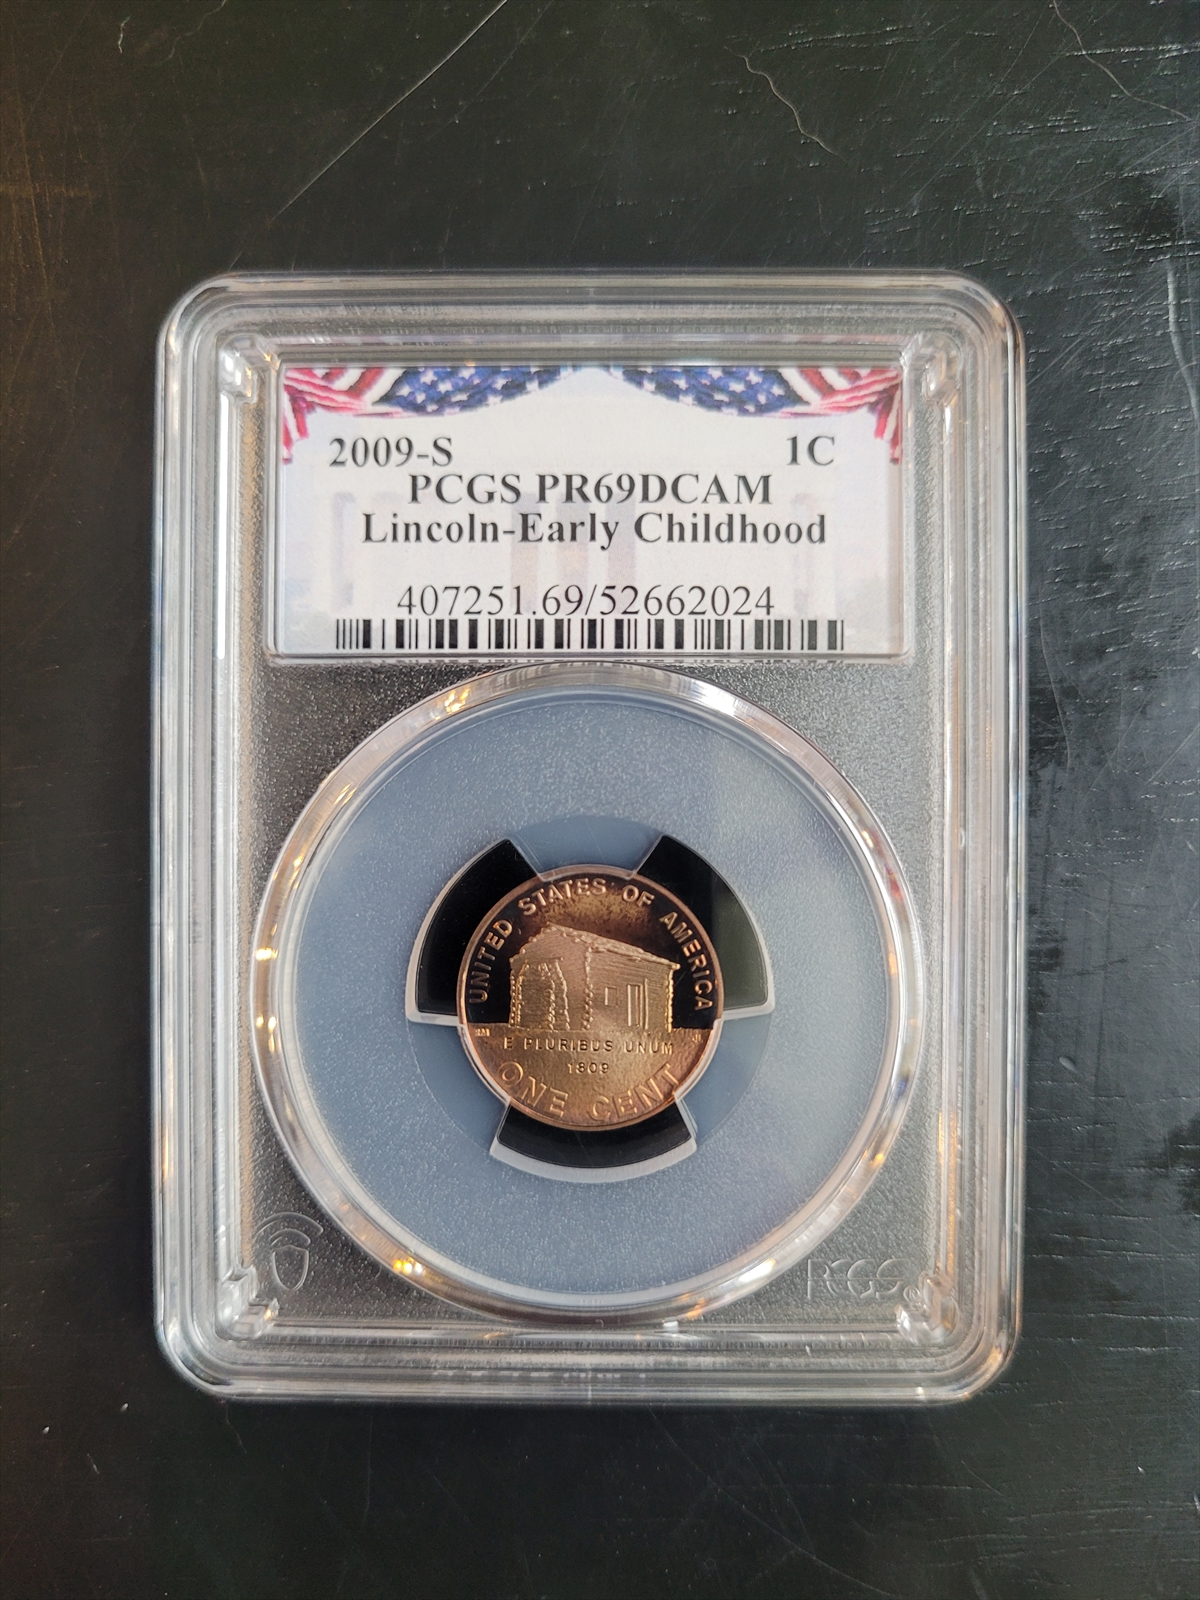 2009-S 1C
PCGS PR69DCAM
Lincoln-Early Childhood
407251.69/52662024
UNITED STATES OF AMERICA
E PLURIBUS UNUM
1809
ONE CENT
PCGS